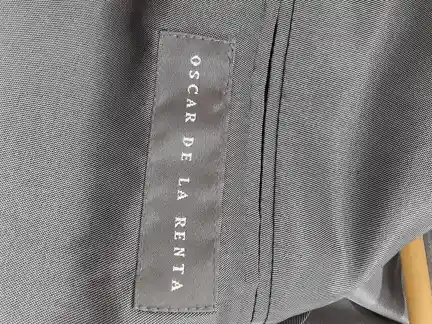 OSCAR DE LA RENTA